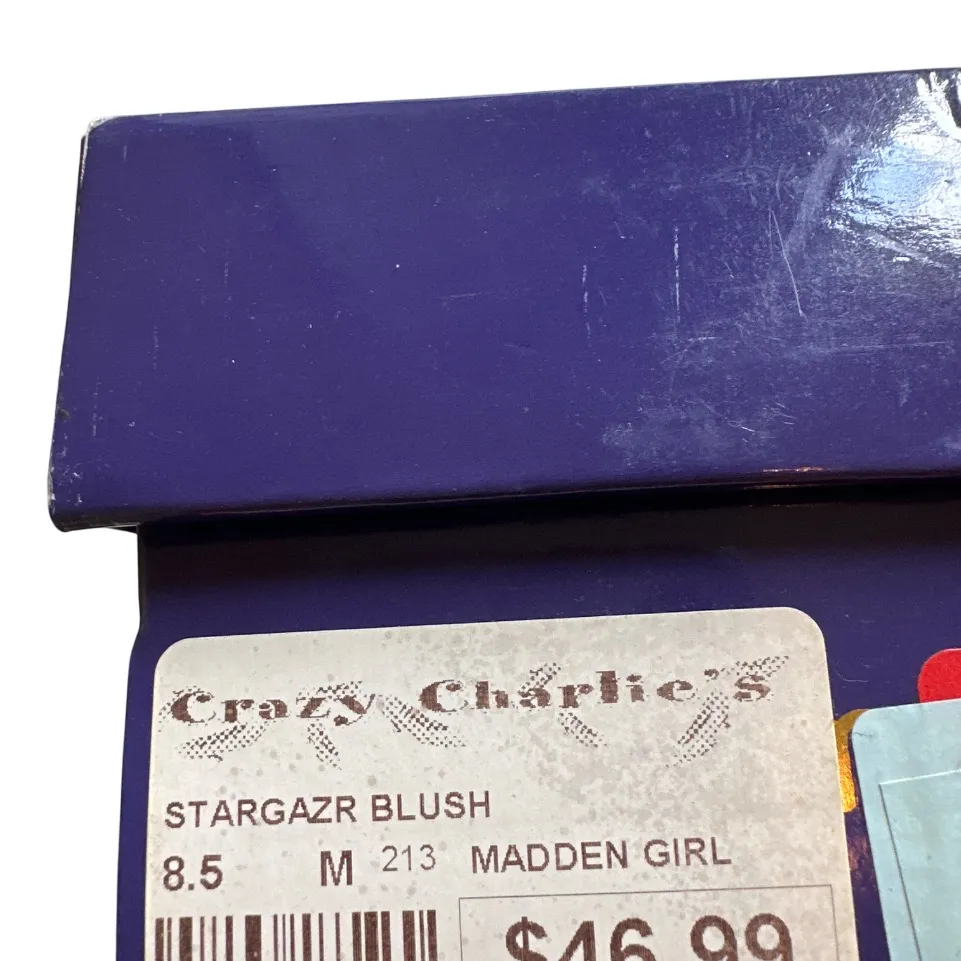 Crazy Charlie's
STARGAZR BLUSH
8.5 M 213 MADDEN GIRL
$46.99